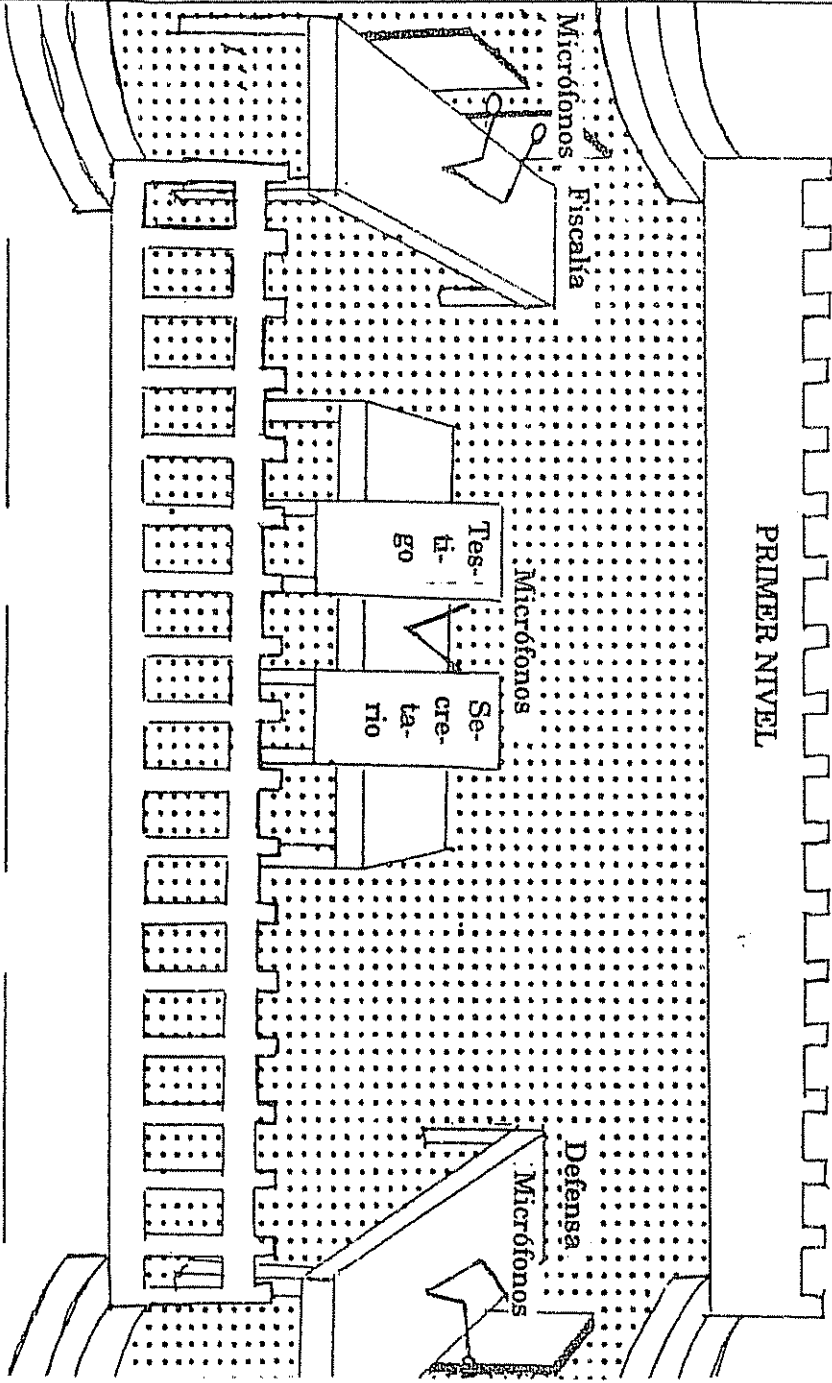 PRIMER NIVEL
Micrófonos
Fiscalía
Defensa
Micrófonos
Micrófonos
Tes-
ti-
go
Se-
cre-
ta-
rio